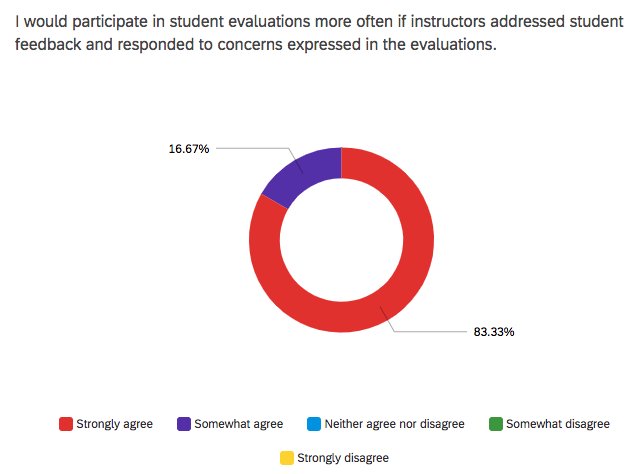 I would participate in student evaluations more often if instructors addressed student
feedback and responded to concerns expressed in the evaluations.
16.67%
83.33%
Strongly agree
Somewhat agree
Neither agree nor disagree
Somewhat disagree
Strongly disagree